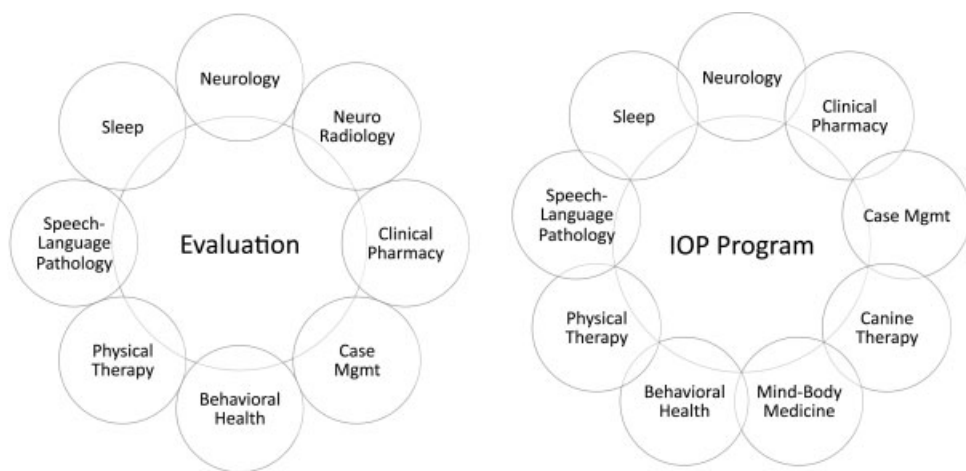 Neurology
Neuro
Radiology
Clinical
Pharmacy
Case
Mgmt
Behavioral
Health
Physical
Therapy
Speech-
Language
Pathology
Sleep
Evaluation
Neurology
Clinical
Pharmacy
Case Mgmt
Canine
Therapy
Mind-Body
Medicine
Behavioral
Health
Physical
Therapy
Speech-
Language
Pathology
Sleep
IOP Program